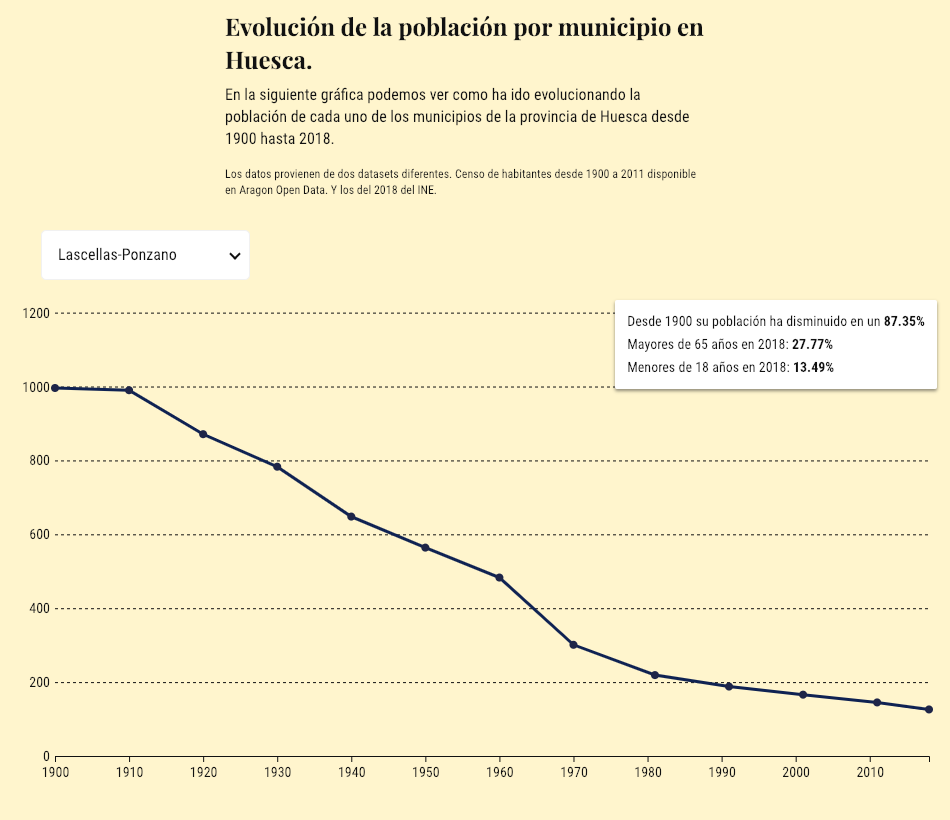 Evolución de la población por municipio en
Huesca.
En la siguiente gráfica podemos ver como ha ido evolucionando la
población de cada uno de los municipios de la provincia de Huesca desde
1900 hasta 2018.
Los datos provienen de dos datasets diferentes. Censo de habitantes desde 1900 a 2011 disponible
en Aragon Open Data. Y los del 2018 del INE.
Lascellas-Ponzano
Desde 1900 su población ha disminuido en un 87.35%
Mayores de 65 años en 2018: 27.77%
Menores de 18 años en 2018: 13.49%
1200
1000
800
600
400
200
0
1900 1910 1920 1930 1940 1950 1960 1970 1980 1990 2000 2010